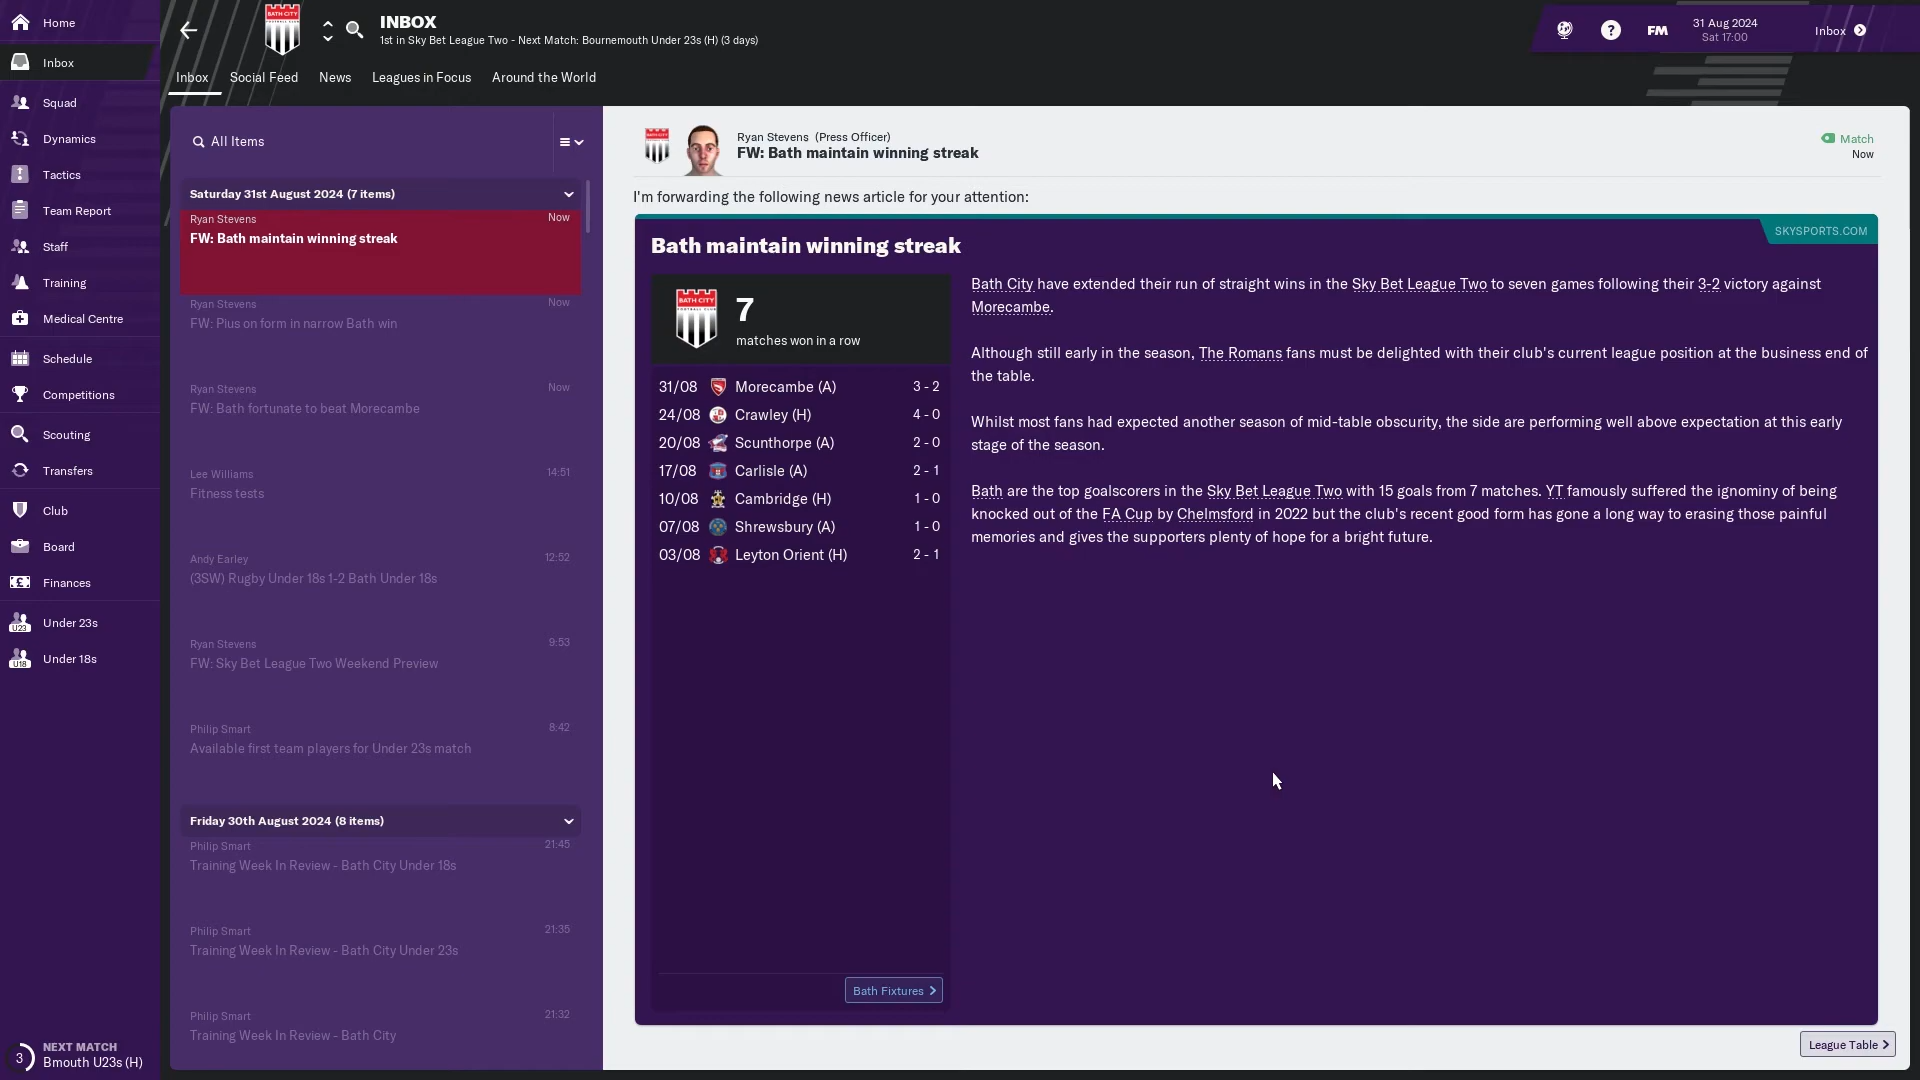 Home
Inbox
Squad
Dynamics
Tactics
Team Report
Staff
Training
Medical Centre
Schedule
Competitions
Scouting
Transfers
Club
Board
Finances
U23
Under 23s
U18
Under 18s
3
NEXT MATCH
Bmouth U23s (H)
BATH CITY
INBOX
1st in Sky Bet League Two - Next Match: Bournemouth Under 23s (H) (3 days)
?
FM
31 Aug 2024
Sat 17:00
Inbox
Inbox
Social Feed
News
Leagues in Focus
Around the World
All Items
Saturday 31st August 2024 (7 items)
Ryan Stevens
Now
FW: Bath maintain winning streak
Ryan Stevens
Now
FW: Pius on form in narrow Bath win
Ryan Stevens
Now
FW: Bath fortunate to beat Morecambe
Lee Williams
14:51
Fitness tests
Andy Earley
12:52
(3SW) Rugby Under 18s 1-2 Bath Under 18s
Ryan Stevens
9:53
FW: Sky Bet League Two Weekend Preview
Philip Smart
8:42
Available first team players for Under 23s match
Friday 30th August 2024 (8 items)
Philip Smart
21:45
Training Week In Review - Bath City Under 18s
Philip Smart
21:35
Training Week In Review - Bath City Under 23s
Philip Smart
21:32
Training Week In Review - Bath City
BATH CITY
Ryan Stevens (Press Officer)
FW: Bath maintain winning streak
Match
Now
I'm forwarding the following news article for your attention:
Bath maintain winning streak
SKYSPORTS.COM
BATH CITY
7
matches won in a row
31/08 Morecambe (A) 3 - 2
24/08 Crawley (H) 4 - 0
20/08 Scunthorpe (A) 2 - 0
17/08 Carlisle (A) 2 - 1
10/08 Cambridge (H) 1 - 0
07/08 Shrewsbury (A) 1 - 0
03/08 Leyton Orient (H) 2 - 1
Bath Fixtures
Bath City have extended their run of straight wins in the Sky Bet League Two to seven games following their 3-2 victory against
Morecambe.
Although still early in the season, The Romans fans must be delighted with their club's current league position at the business end of
the table.
Whilst most fans had expected another season of mid-table obscurity, the side are performing well above expectation at this early
stage of the season.
Bath are the top goalscorers in the Sky Bet League Two with 15 goals from 7 matches. YT famously suffered the ignominy of being
knocked out of the FA Cup by Chelmsford in 2022 but the club's recent good form has gone a long way to erasing those painful
memories and gives the supporters plenty of hope for a bright future.
League Table